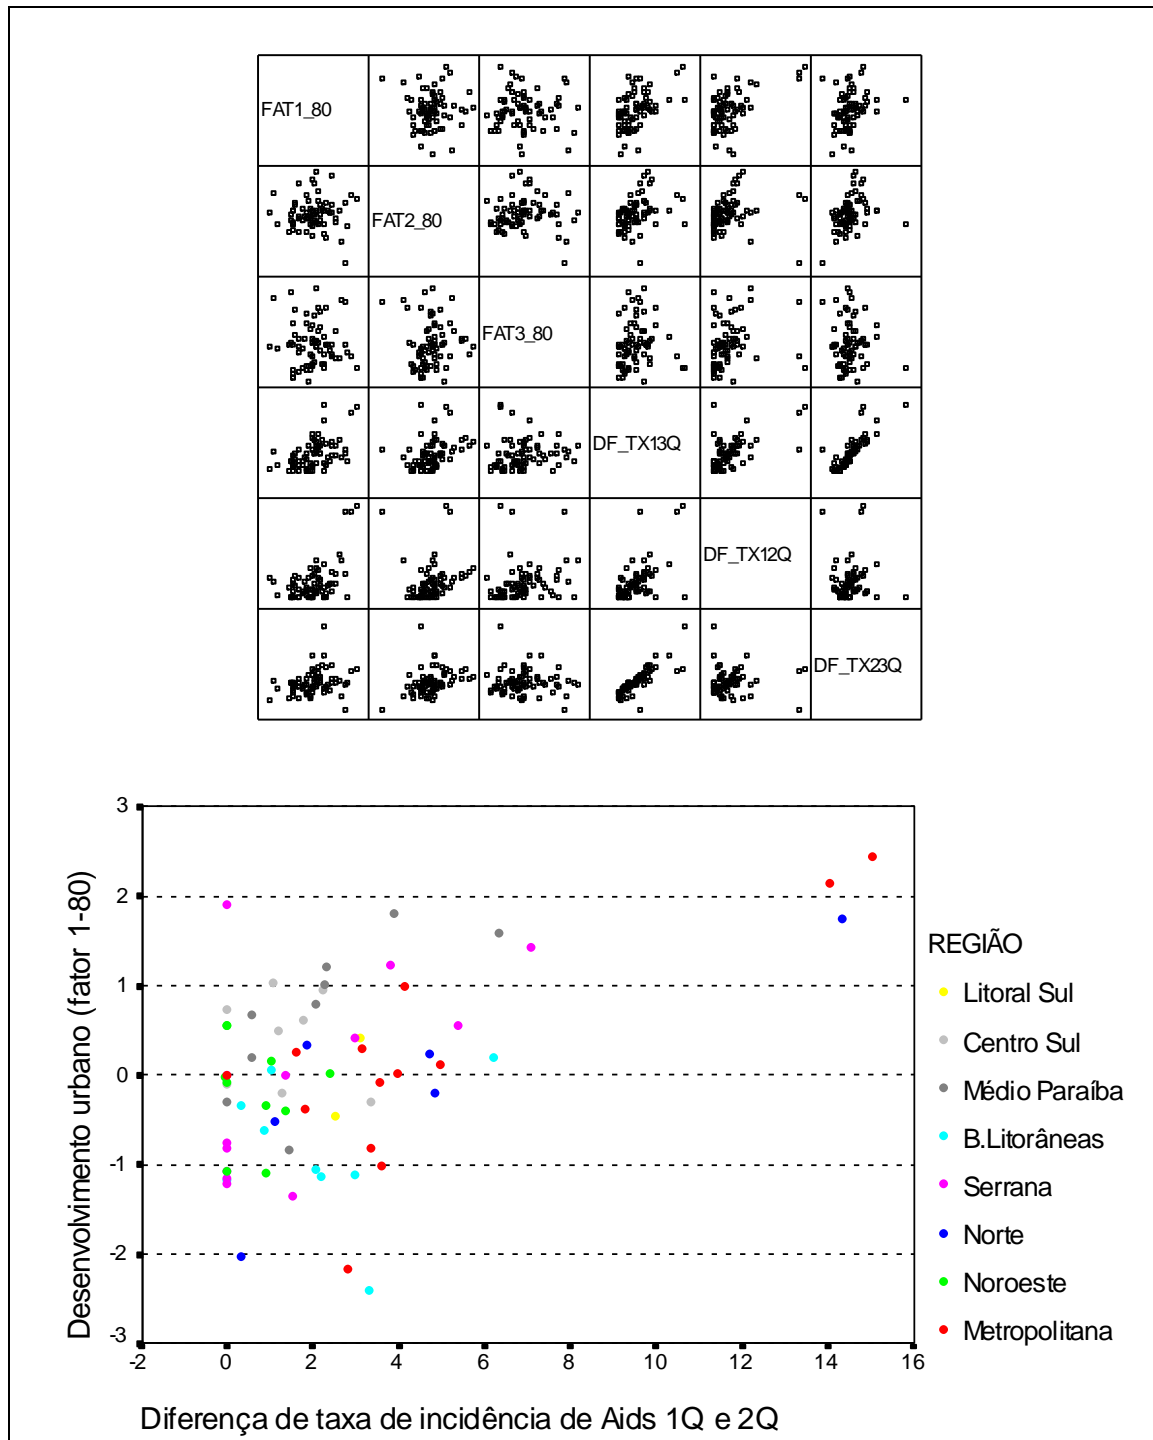 FAT1_80
FAT2_80
FAT3_80
DF_TX13Q
DF_TX12Q
DF_TX23Q
3
2
1
0
-1
-2
-3
Desenvolvimento urbano (fator 1-80)
-2 0 2 4 6 8 10 12 14 16
Diferença de taxa de incidência de Aids 1Q e 2Q
REGIÃO
Litoral Sul
Centro Sul
Médio Paraíba
B.Litorâneas
Serrana
Norte
Noroeste
Metropolitana